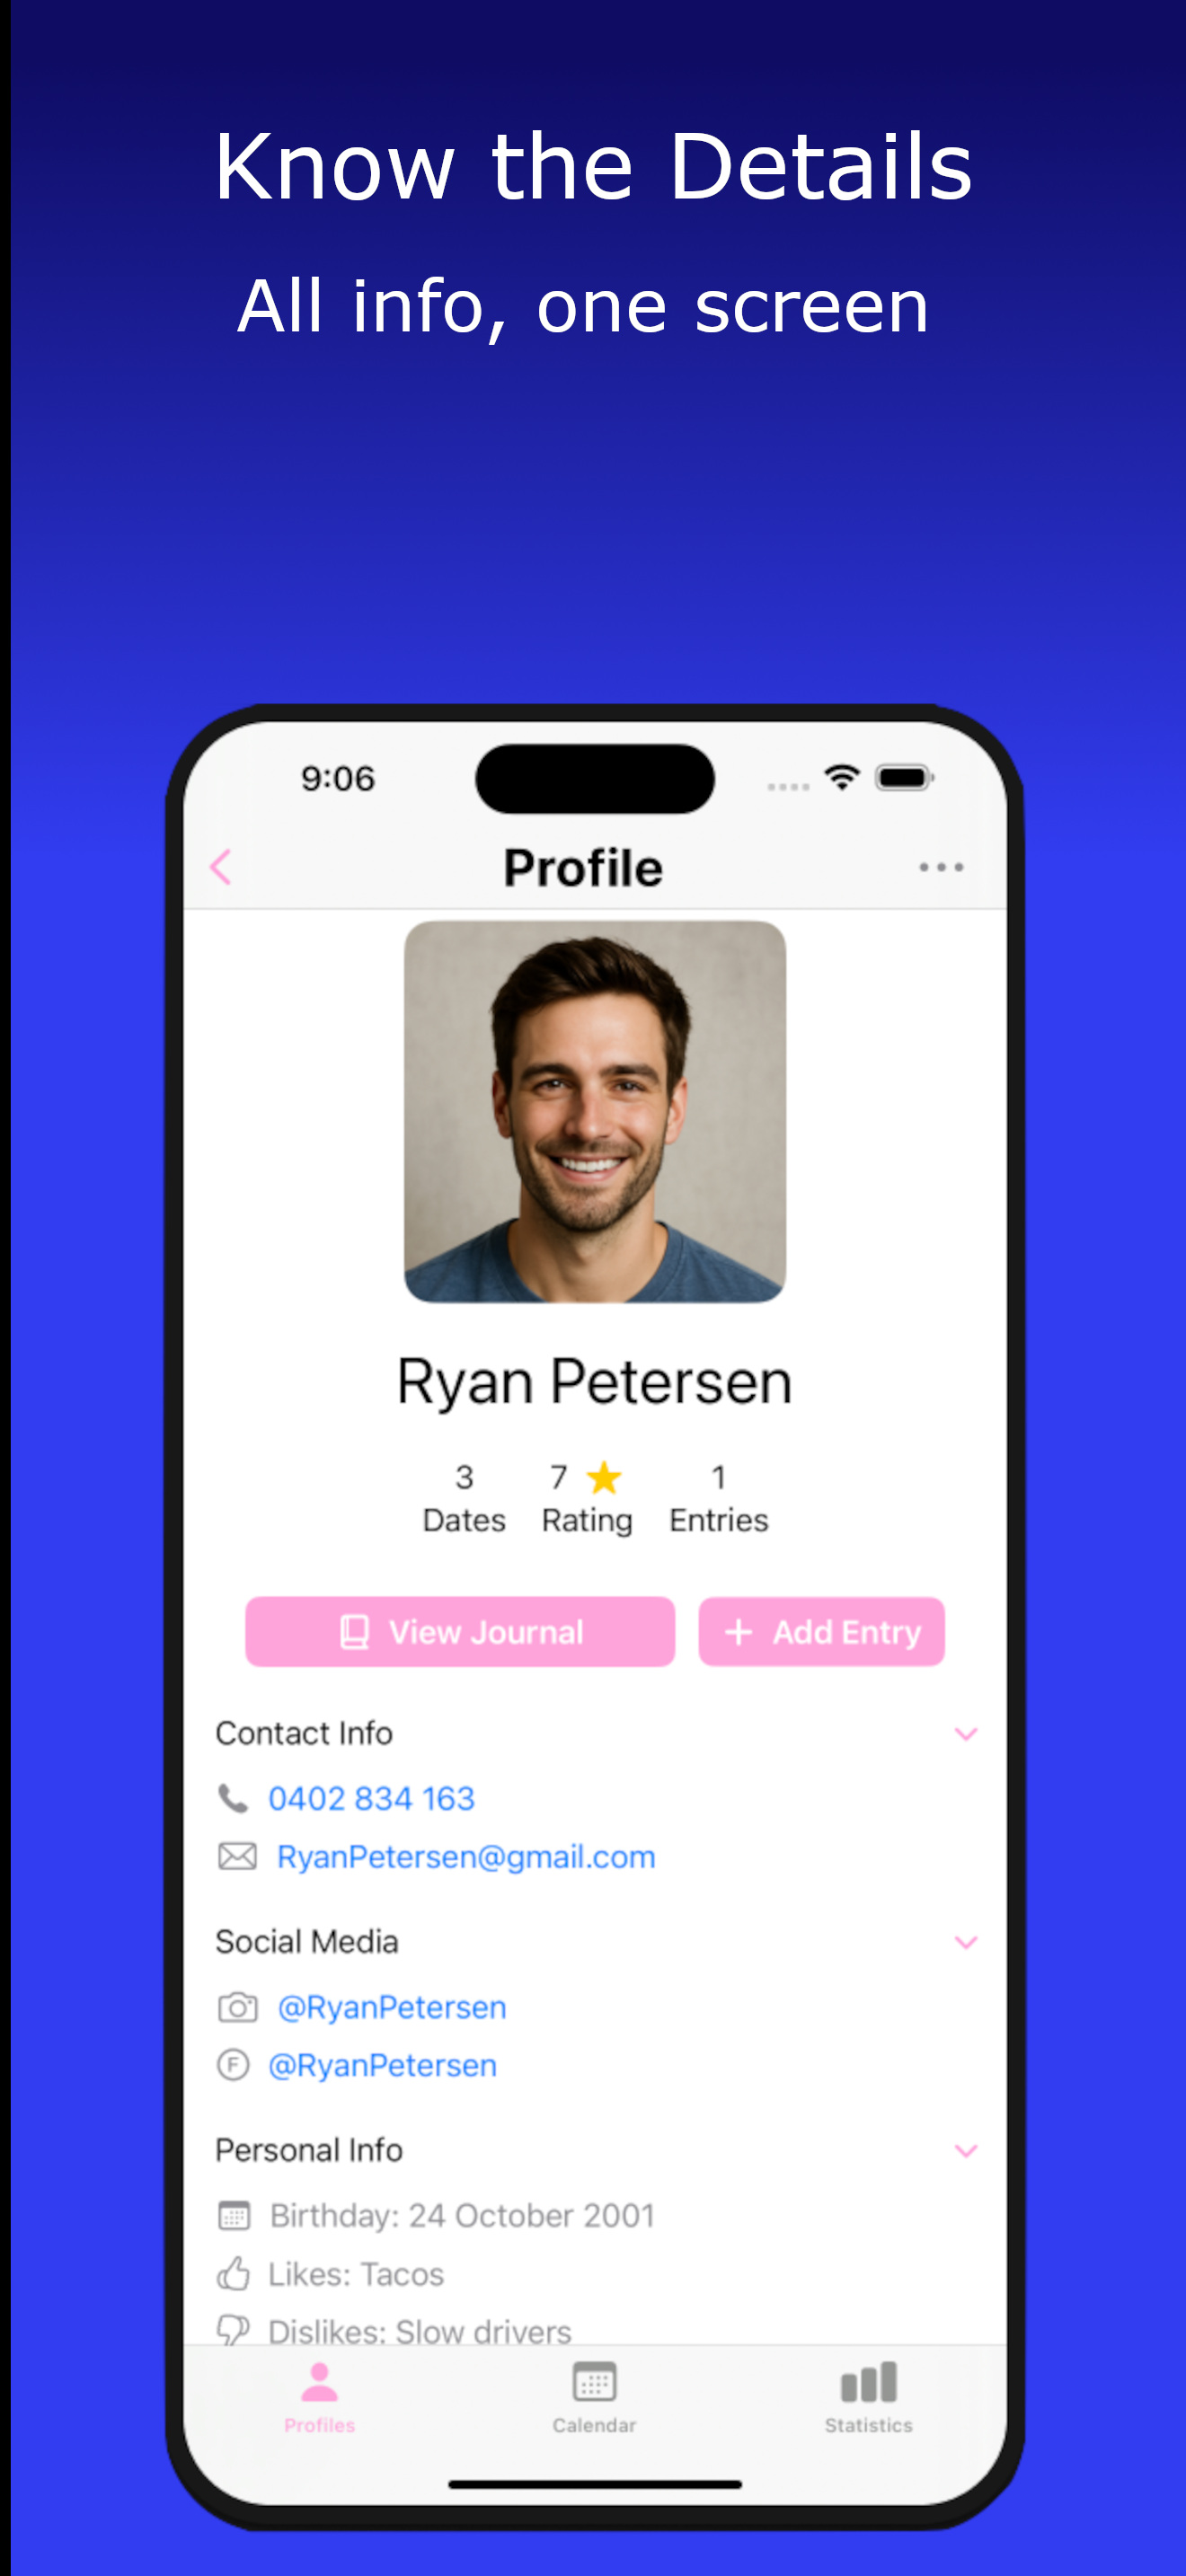 Know the Details
All info, one screen
9:06
Profile
Ryan Petersen
3 7 1
Dates Rating Entries
View Journal + Add Entry
Contact Info
0402 834 163
RyanPetersen@gmail.com
Social Media
@RyanPetersen
F @RyanPetersen
Personal Info
Birthday: 24 October 2001
Likes: Tacos
Dislikes: Slow drivers
Profiles Calendar Statistics